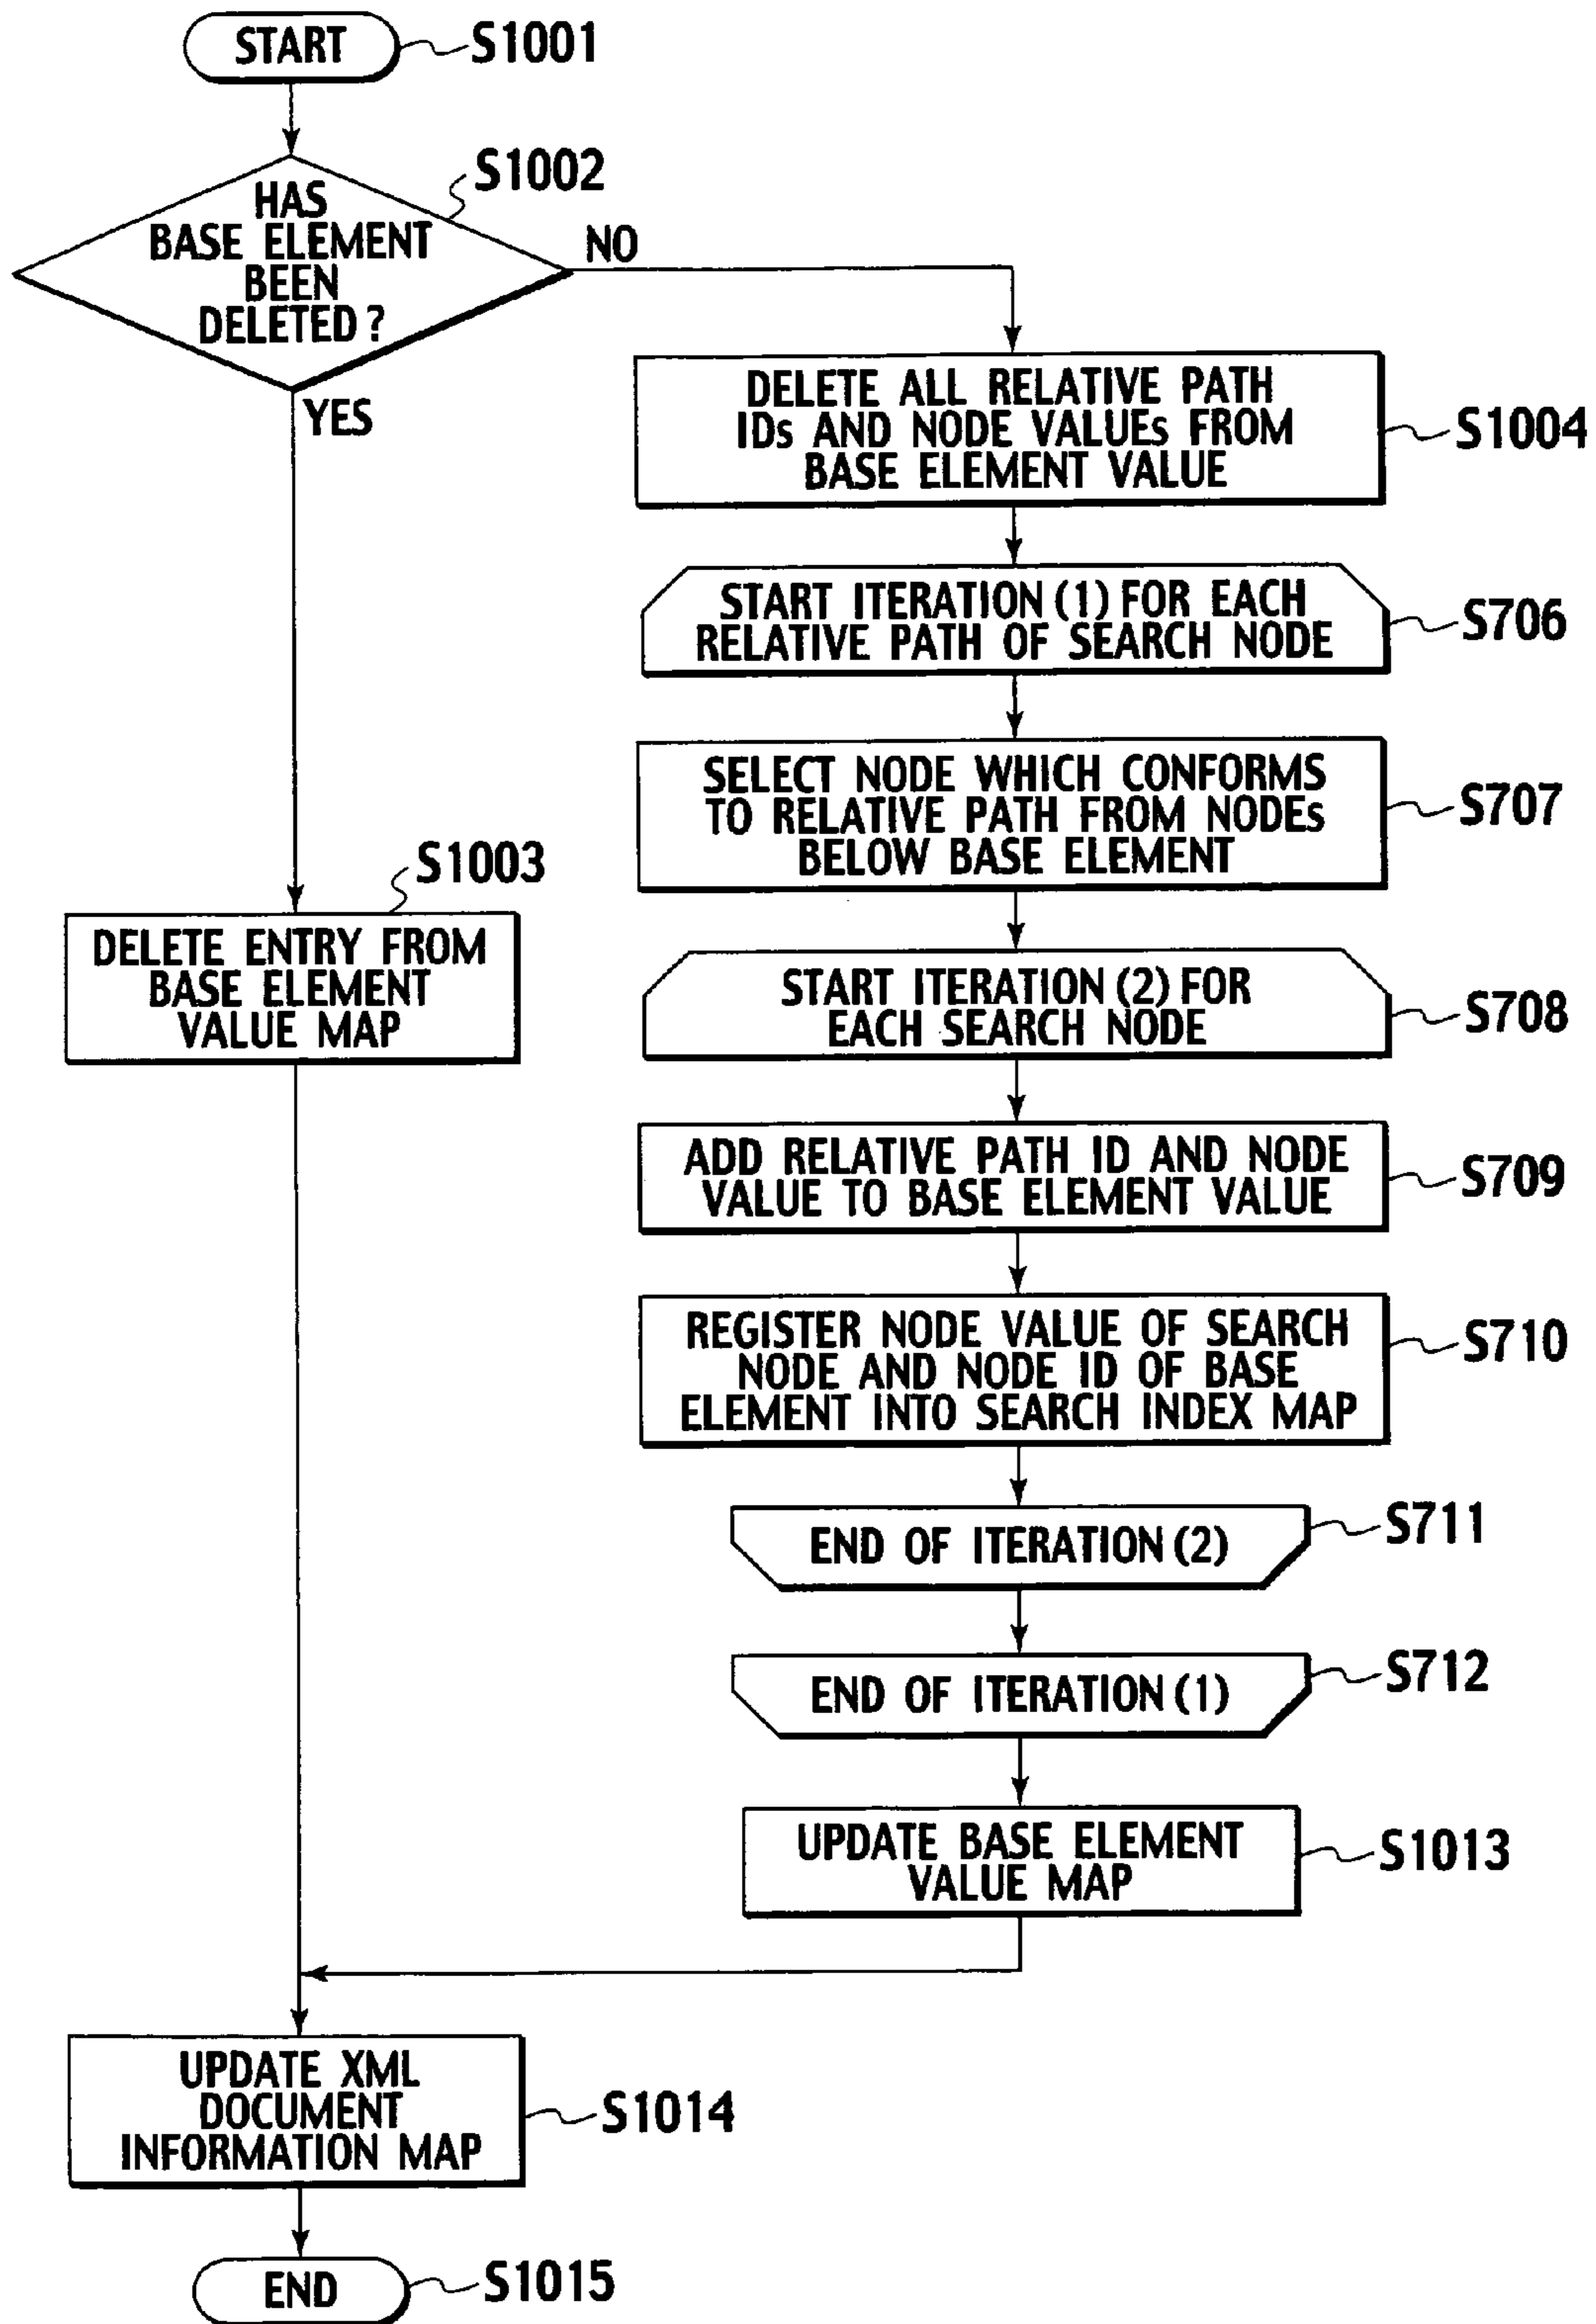 START
S1001
S1002
HAS
BASE ELEMENT
BEEN
DELETED?
NO
YES
DELETE ALL RELATIVE PATH
IDs AND NODE VALUEs FROM
BASE ELEMENT VALUE
S1004
START ITERATION (1) FOR EACH
RELATIVE PATH OF SEARCH NODE
S706
SELECT NODE WHICH CONFORMS
TO RELATIVE PATH FROM NODEs
BELOW BASE ELEMENT
S707
S1003
DELETE ENTRY FROM
BASE ELEMENT
VALUE MAP
START ITERATION (2) FOR
EACH SEARCH NODE
S708
ADD RELATIVE PATH ID AND NODE
VALUE TO BASE ELEMENT VALUE
S709
REGISTER NODE VALUE OF SEARCH
NODE AND NODE ID OF BASE
ELEMENT INTO SEARCH INDEX MAP
S710
END OF ITERATION (2)
S711
END OF ITERATION (1)
S712
UPDATE BASE ELEMENT
VALUE MAP
S1013
UPDATE XML
DOCUMENT
INFORMATION MAP
S1014
END
S1015